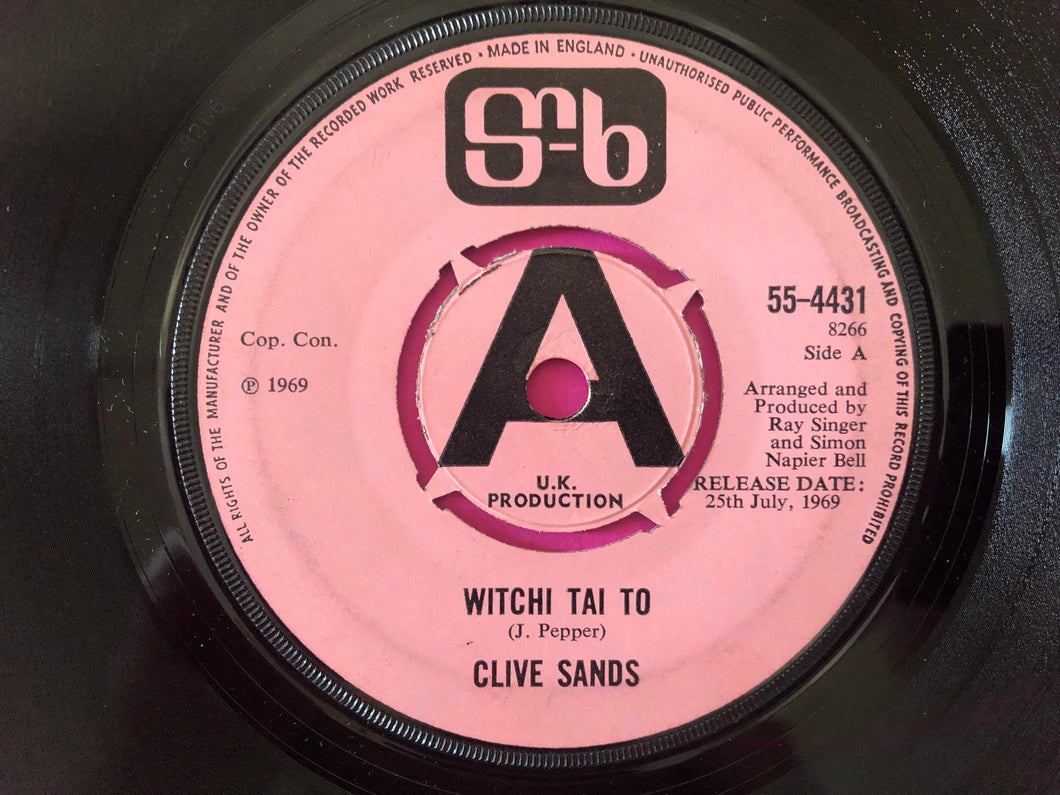 ALL RIGHTS OF THE MANUFACTURER AND OF THE OWNER OF THE RECORDED WORK RESERVED • MADE IN ENGLAND • UNAUTHORISED PUBLIC PERFORMANCE BROADCASTING AND COPYING OF THIS RECORD PROHIBITED
Snb
8266
A
U.K.
PRODUCTION
Cop. Con.
℗ 1969
55-4431
8266
Side A
Arranged and
Produced by
Ray Singer
and Simon
Napier Bell
RELEASE DATE:
25th July, 1969
WITCHI TAI TO
(J. Pepper)
CLIVE SANDS